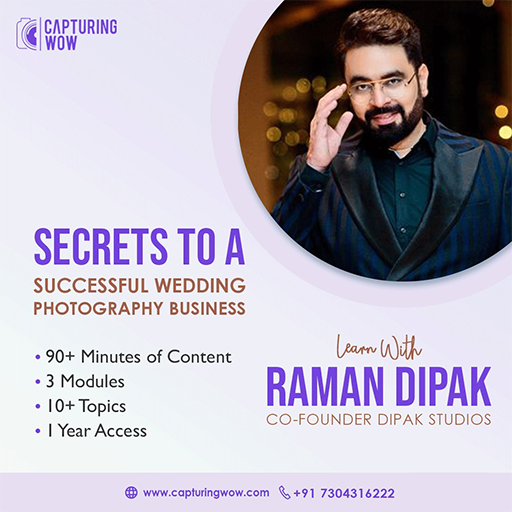 CAPTURING
WOW
SECRETS TO A
SUCCESSFUL WEDDING
PHOTOGRAPHY BUSINESS
• 90+ Minutes of Content
• 3 Modules
• 10+ Topics
• 1 Year Access
Learn With
RAMAN DIPAK
CO-FOUNDER DIPAK STUDIOS
www.capturingwow.com +91 7304316222